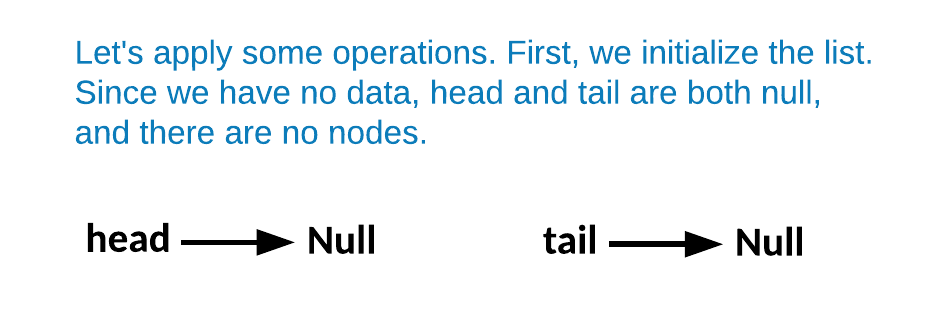 Let's apply some operations. First, we initialize the list.
Since we have no data, head and tail are both null,
and there are no nodes.
head Null tail Null